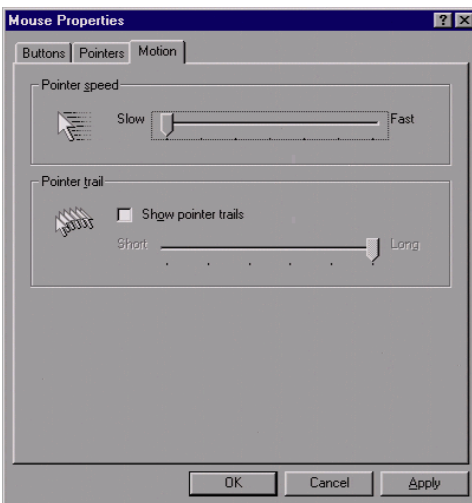 Mouse Properties
Buttons Pointers Motion
Pointer speed
Slow Fast
Pointer trail
Show pointer trails
Short Long
OK Cancel Apply